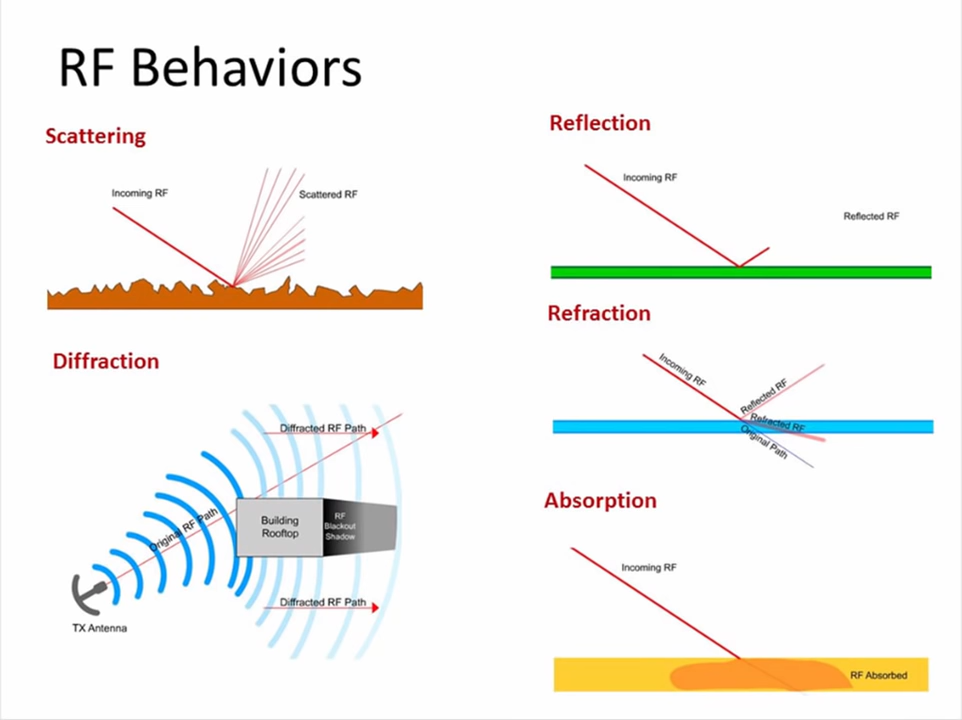 RF Behaviors
Scattering
Incoming RF
Scattered RF
Diffraction
Diffracted RF Path
Original RF Path
Building
Rooftop
RF
Blackout
Shadow
Diffracted RF Path
TX Antenna
Reflection
Incoming RF
Reflected RF
Refraction
Incoming RF
Reflected RF
Refracted RF
Original Path
Absorption
Incoming RF
RF Absorbed